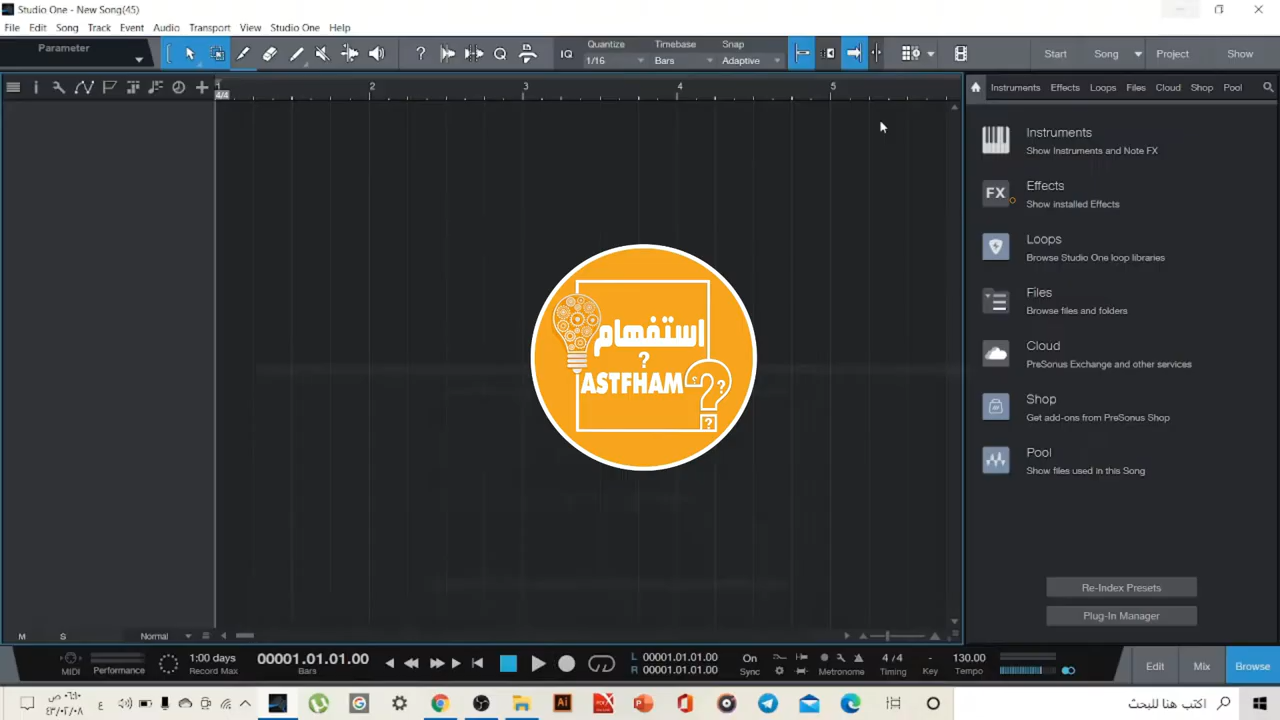 Studio One - New Song(45)
File Edit Song Track Event Audio Transport View Studio One Help
Parameter
Quantize Timebase Snap
IQ 1/16 Bars Adaptive
Start Song Project Show
1 2 3 4 5
4/4
Instruments Effects Loops Files Cloud Shop Pool
Instruments
Show Instruments and Note FX
FX
Effects
Show installed Effects
Loops
Browse Studio One loop libraries
Files
Browse files and folders
Cloud
PreSonus Exchange and other services
Shop
Get add-ons from PreSonus Shop
Pool
Show files used in this Song
استفهام
?
ASTFHAM
Re-Index Presets
Plug-In Manager
M S Normal
MIDI Performance
1:00 days
Record Max
00001.01.01.00
Bars
L 00001.01.01.00
R 00001.01.01.00
On
Sync
Metronome
4 / 4
Timing
-
Key
130.00
Tempo
Edit Mix Browse
اكتب هنا للبحث